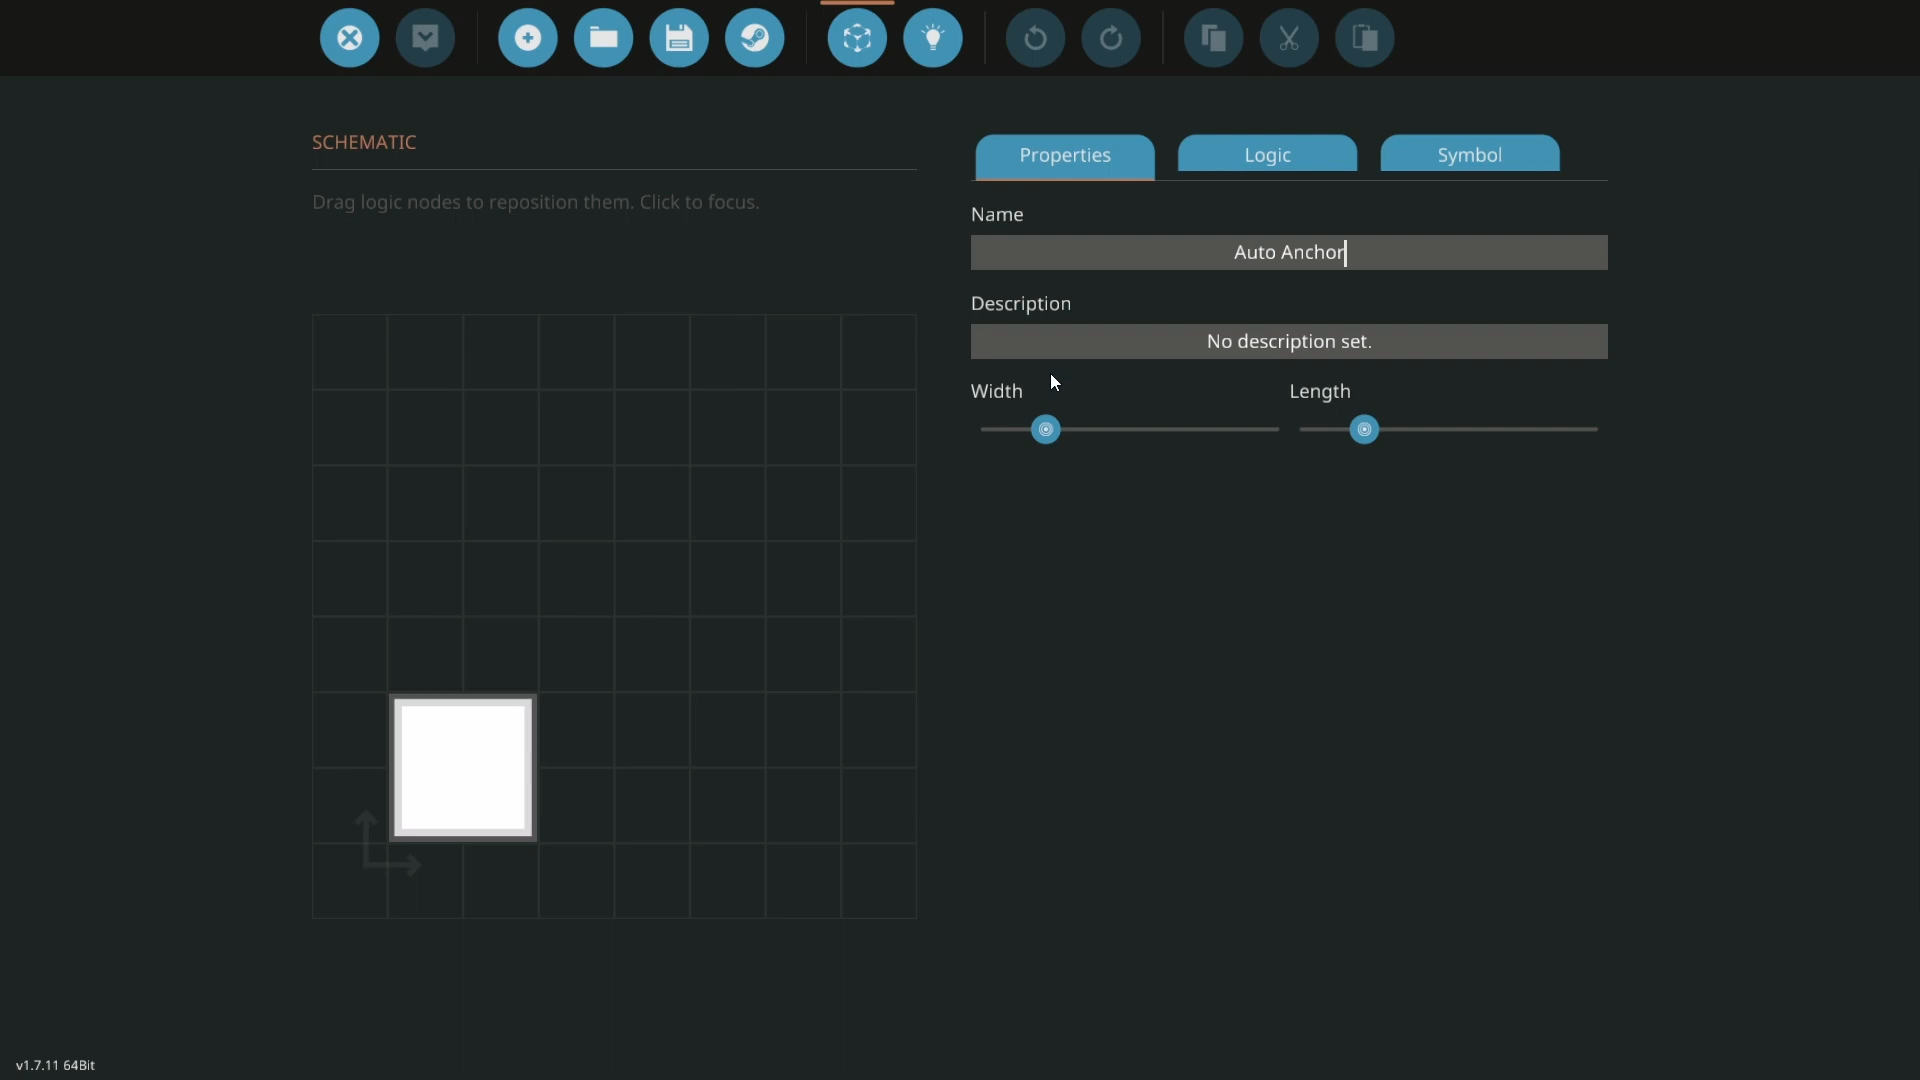 SCHEMATIC
Drag logic nodes to reposition them. Click to focus.
Properties
Logic
Symbol
Name
Auto Anchor
Description
No description set.
Width
Length
v1.7.11 64Bit